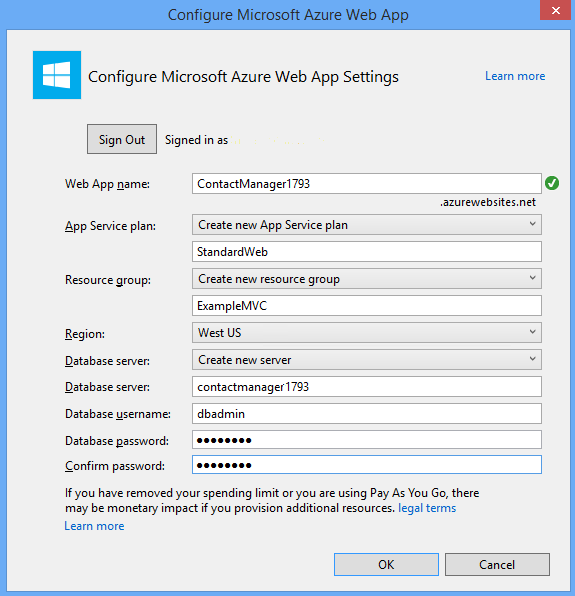 Configure Microsoft Azure Web App
Configure Microsoft Azure Web App Settings
Learn more
Sign Out
Signed in as
Web App name:
ContactManager1793
.azurewebsites.net
App Service plan:
Create new App Service plan
StandardWeb
Resource group:
Create new resource group
ExampleMVC
Region:
West US
Database server:
Create new server
Database server:
contactmanager1793
Database username:
dbadmin
Database password:
●●●●●●●●
Confirm password:
●●●●●●●●
If you have removed your spending limit or you are using Pay As You Go, there
may be monetary impact if you provision additional resources. legal terms
Learn more
OK
Cancel